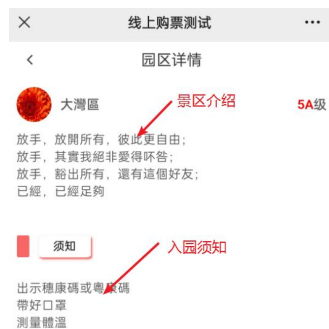 线上购票测试
园区详情
大灣區
景区介绍
5A级
放手，放開所有，彼此更自由；
放手，其實我絕非愛得吥咎；
放手，豁出所有，還有這個好友；
已經，已經足夠
须知
入园须知
出示穗康碼或粵康碼
帶好口罩
測量體溫